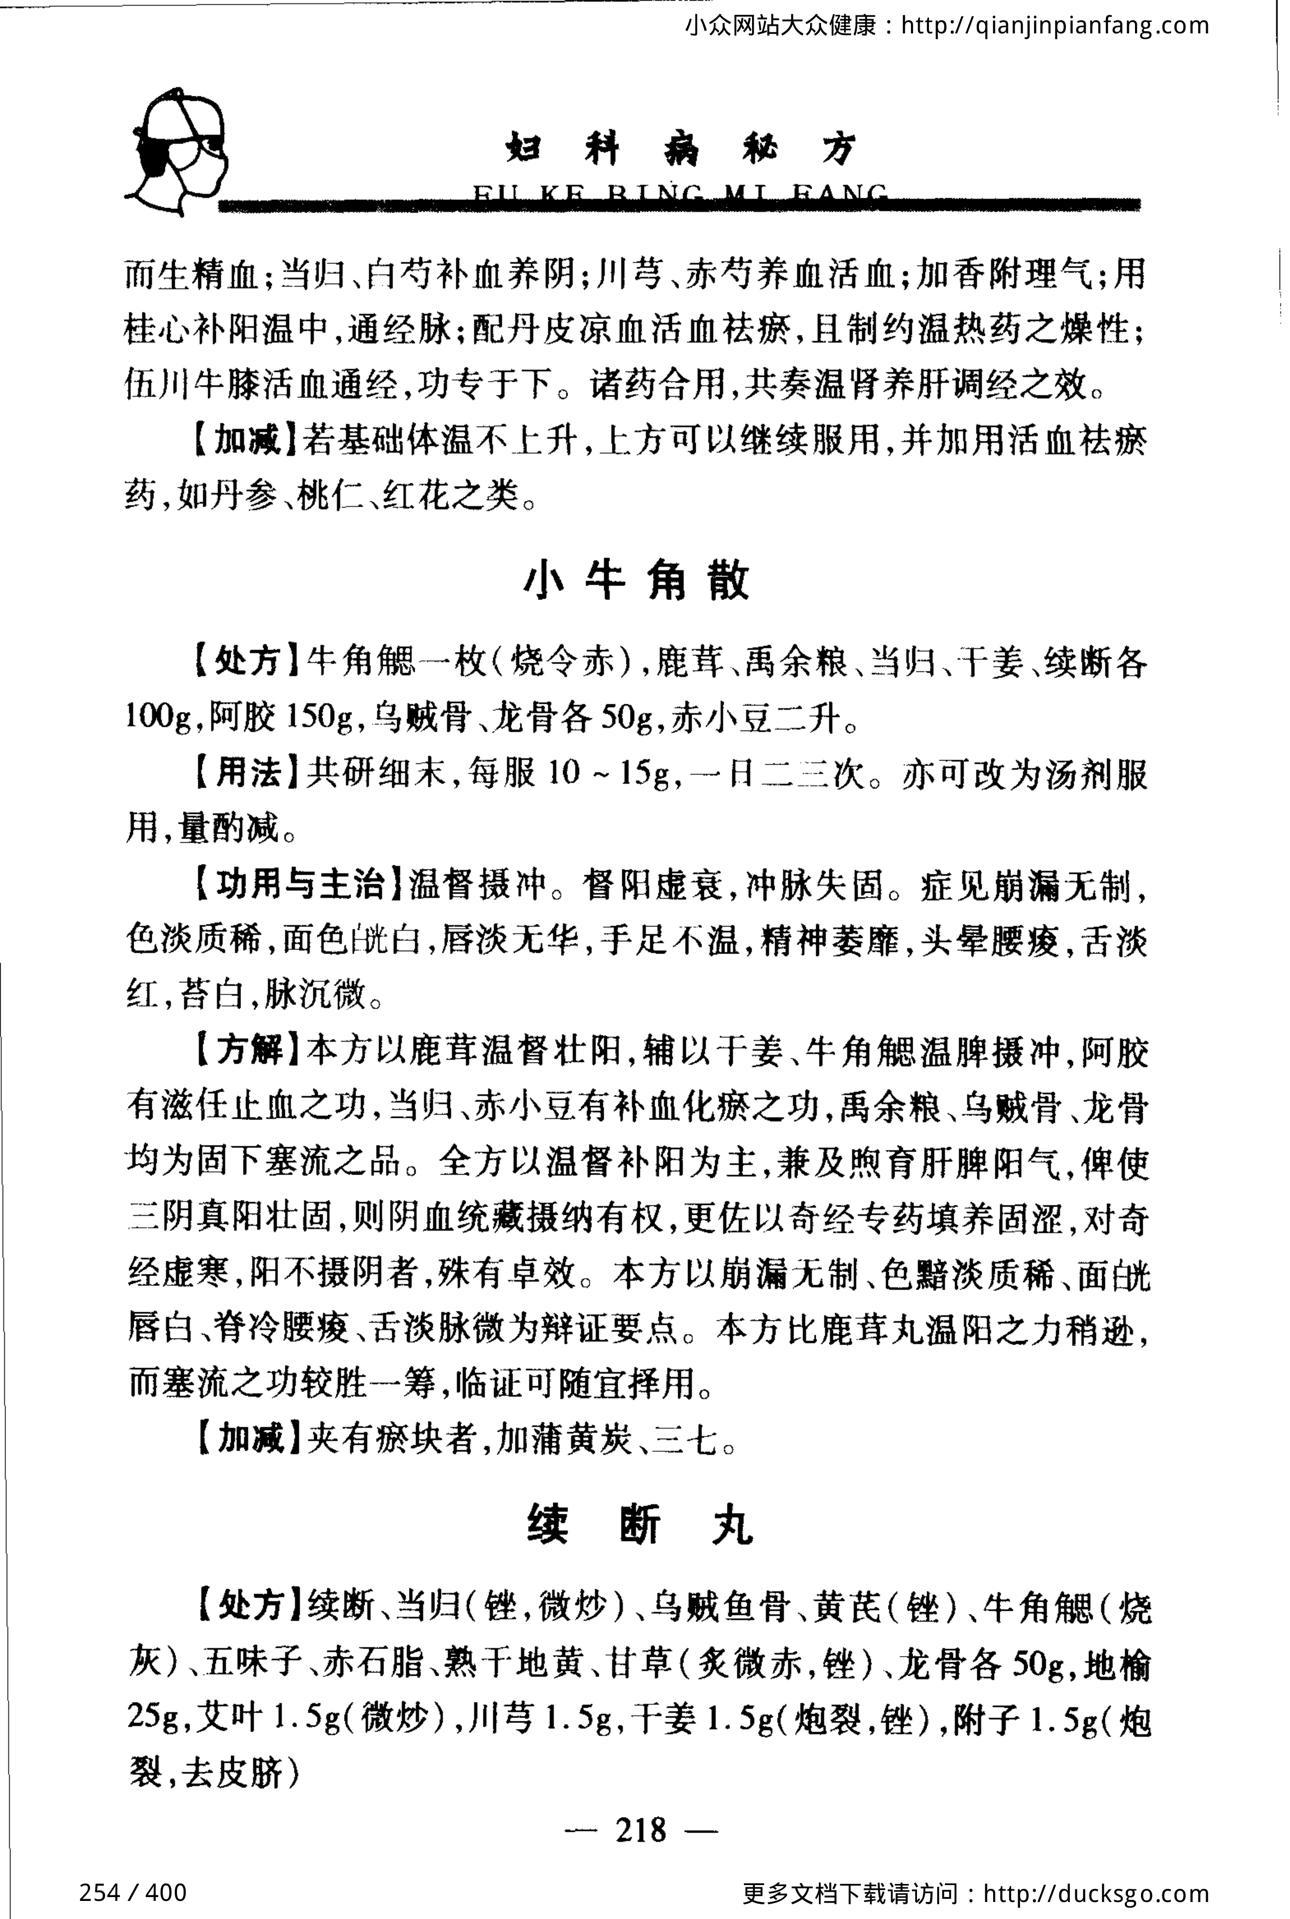 小众网站大众健康：http://qianjinpianfang.com
妇科病秘方
FU KE BING MI FANG
而生精血；当归、白芍补血养阴；川芎、赤芍养血活血；加香附理气；用
桂心补阳温中，通经脉；配丹皮凉血活血祛瘀，且制约温热药之燥性；
伍川牛膝活血通经，功专于下。诸药合用，共奏温肾养肝调经之效。
【加减】若基础体温不上升，上方可以继续服用，并加用活血祛瘀
药，如丹参、桃仁、红花之类。
小牛角散
【处方】牛角鰓一枚（烧令赤），鹿茸、禹余粮、当归、干姜、续断各
100g，阿胶150g，乌贼骨、龙骨各50g，赤小豆二升。
【用法】共研细末，每服10~15g，一日二三次。亦可改为汤剂服
用，量酌减。
【功用与主治】温督摄冲。督阳虚衰，冲脉失固。症见崩漏无制，
色淡质稀，面色㿠白，唇淡无华，手足不温，精神萎靡，头晕腰痠，舌淡
红，苔白，脉沉微。
【方解】本方以鹿茸温督壮阳，辅以干姜、牛角䚡温脾摄冲，阿胶
有滋任止血之功，当归、赤小豆有补血化瘀之功，禹余粮、乌贼骨、龙骨
均为固下塞流之品。全方以温督补阳为主，兼及煦育肝脾阳气，俾使
三阴真阳壮固，则阴血统藏摄纳有权，更佐以奇经专药填养固涩，对奇
经虚寒，阳不摄阴者，殊有卓效。本方以崩漏无制、色黯淡质稀、面㿠
唇白、脊冷腰痠、舌淡脉微为辩证要点。本方比鹿茸丸温阳之力稍逊，
而塞流之功较胜一筹，临证可随宜择用。
【加减】夹有瘀块者，加蒲黄炭、三七。
续断丸
【处方】续断、当归（锉，微炒）、乌贼鱼骨、黄芪（锉）、牛角䚡（烧
灰）、五味子、赤石脂、熟干地黄、甘草（炙微赤，锉）、龙骨各50g，地榆
25g，艾叶1.5g（微炒），川芎1.5g，干姜1.5g（炮裂，锉），附子1.5g（炮
裂，去皮脐）
— 218 —
254 / 400
更多文档下载请访问：http://ducksgo.com